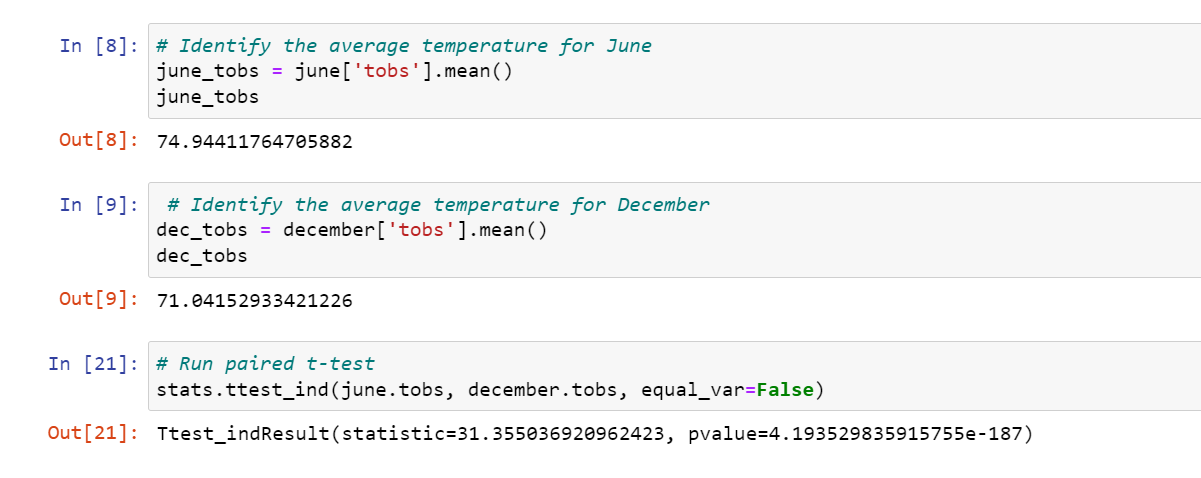 In [8]: # Identify the average temperature for June
june_tobs = june['tobs'].mean()
june_tobs
Out[8]: 74.94411764705882
In [9]: # Identify the average temperature for December
dec_tobs = december['tobs'].mean()
dec_tobs
Out[9]: 71.04152933421226
In [21]: # Run paired t-test
stats.ttest_ind(june.tobs, december.tobs, equal_var=False)
Out[21]: Ttest_indResult(statistic=31.355036920962423, pvalue=4.193529835915755e-187)